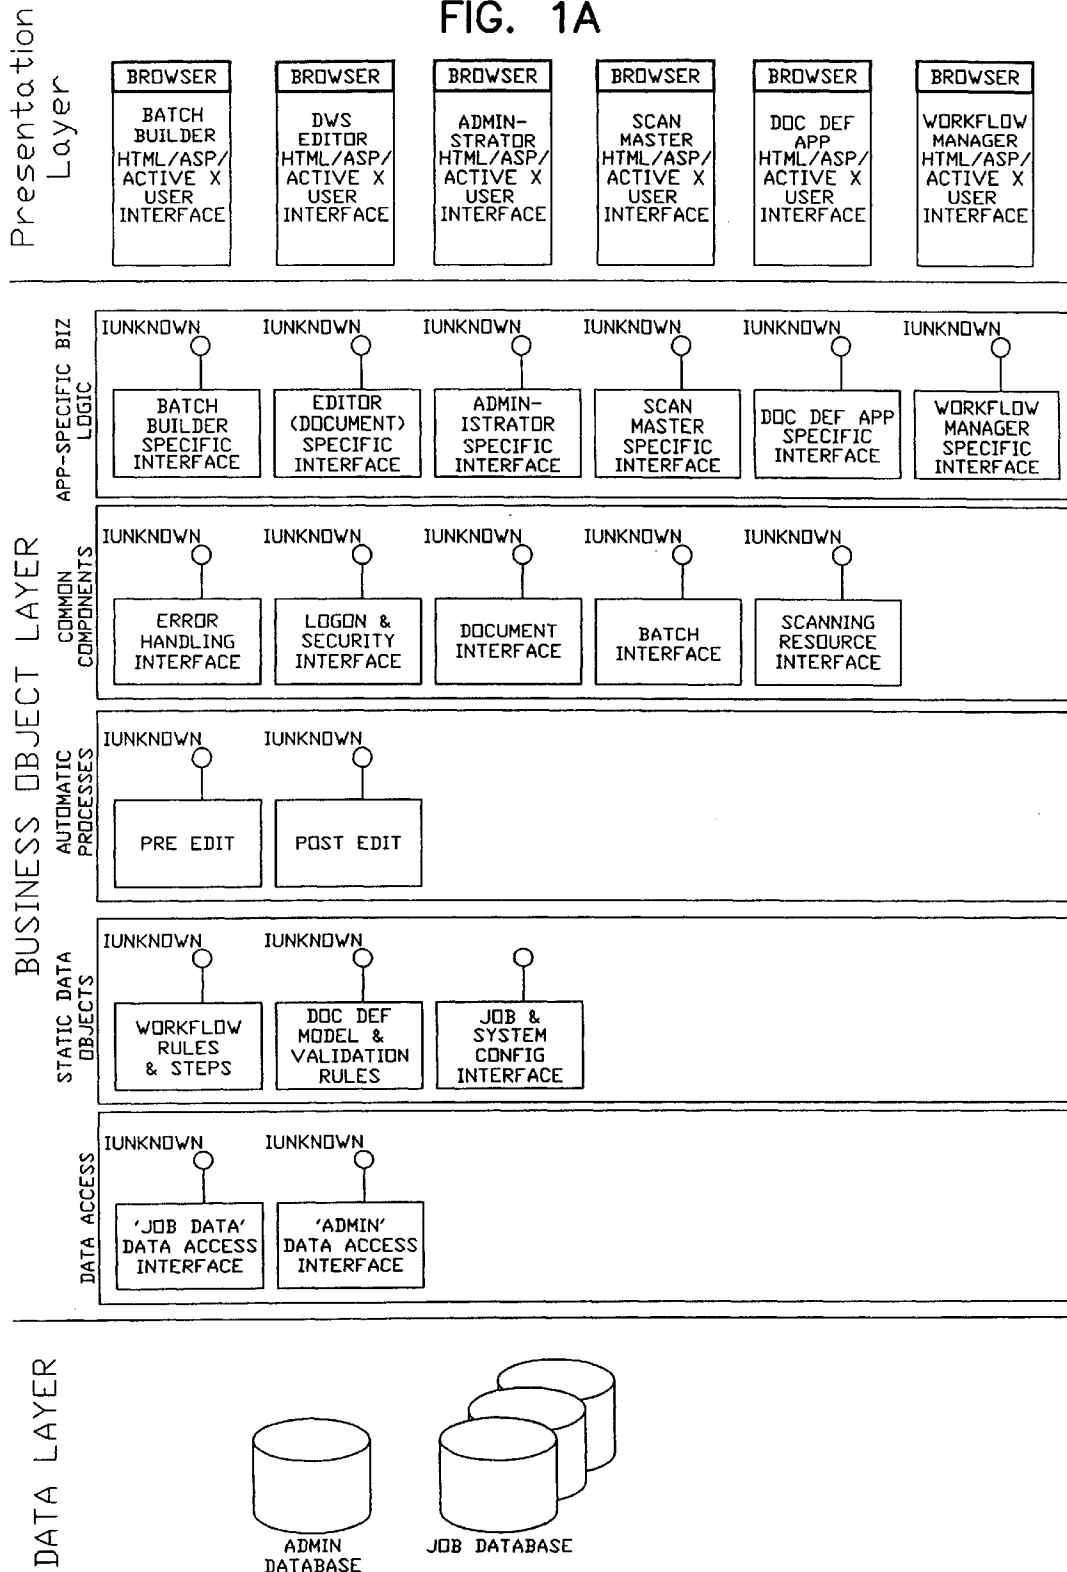 FIG. 1A
Presentation
Layer
BROWSER
BATCH
BUILDER
HTML/ASP/
ACTIVE X
USER
INTERFACE
BROWSER
DWS
EDITOR
HTML/ASP/
ACTIVE X
USER
INTERFACE
BROWSER
ADMIN-
STRATOR
HTML/ASP/
ACTIVE X
USER
INTERFACE
BROWSER
SCAN
MASTER
HTML/ASP/
ACTIVE X
USER
INTERFACE
BROWSER
DOC DEF
APP
HTML/ASP/
ACTIVE X
USER
INTERFACE
BROWSER
WORKFLOW
MANAGER
HTML/ASP/
ACTIVE X
USER
INTERFACE
BUSINESS OBJECT LAYER
APP-SPECIFIC BIZ
LOGIC
IUNKNOWN
BATCH
BUILDER
SPECIFIC
INTERFACE
IUNKNOWN
EDITOR
(DOCUMENT)
SPECIFIC
INTERFACE
IUNKNOWN
ADMIN-
ISTRATOR
SPECIFIC
INTERFACE
IUNKNOWN
SCAN
MASTER
SPECIFIC
INTERFACE
IUNKNOWN
DOC DEF APP
SPECIFIC
INTERFACE
IUNKNOWN
WORKFLOW
MANAGER
SPECIFIC
INTERFACE
COMMON
COMPONENTS
IUNKNOWN
ERROR
HANDLING
INTERFACE
IUNKNOWN
LOGON &
SECURITY
INTERFACE
IUNKNOWN
DOCUMENT
INTERFACE
IUNKNOWN
BATCH
INTERFACE
IUNKNOWN
SCANNING
RESOURCE
INTERFACE
AUTOMATIC
PROCESSES
IUNKNOWN
PRE EDIT
IUNKNOWN
POST EDIT
STATIC DATA
OBJECTS
IUNKNOWN
WORKFLOW
RULES
& STEPS
IUNKNOWN
DOC DEF
MODEL &
VALIDATION
RULES
JOB &
SYSTEM
CONFIG
INTERFACE
DATA ACCESS
IUNKNOWN
'JOB DATA'
DATA ACCESS
INTERFACE
IUNKNOWN
'ADMIN'
DATA ACCESS
INTERFACE
DATA LAYER
ADMIN
DATABASE
JOB DATABASE